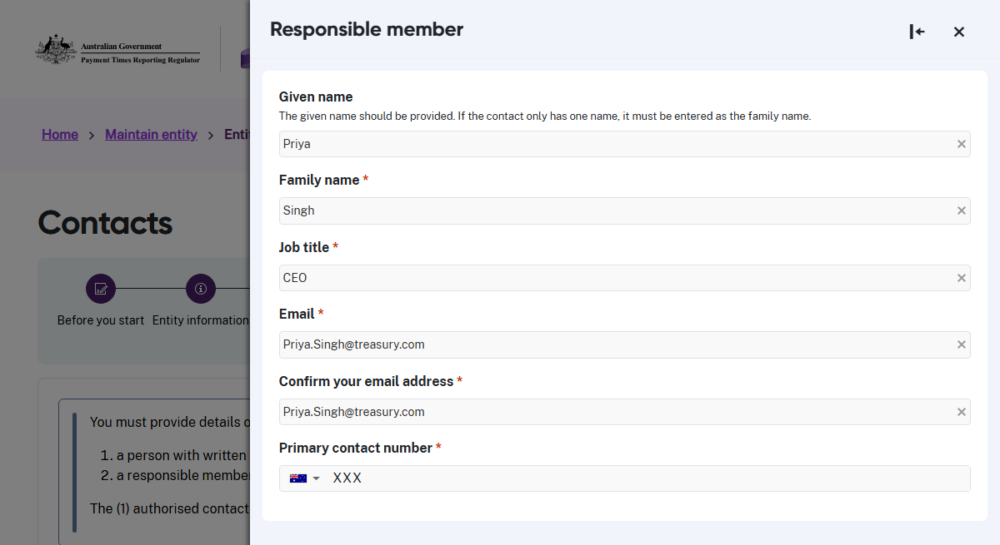 Australian Government
Payment Times Reporting Regulator
Home > Maintain entity > Enti
Contacts
Before you start
Entity information
You must provide details o
1. a person with written
2. a responsible member
The (1) authorised contact
Responsible member
Given name
The given name should be provided. If the contact only has one name, it must be entered as the family name.
Priya
Family name *
Singh
Job title *
CEO
Email *
Priya.Singh@treasury.com
Confirm your email address *
Priya.Singh@treasury.com
Primary contact number *
XXX